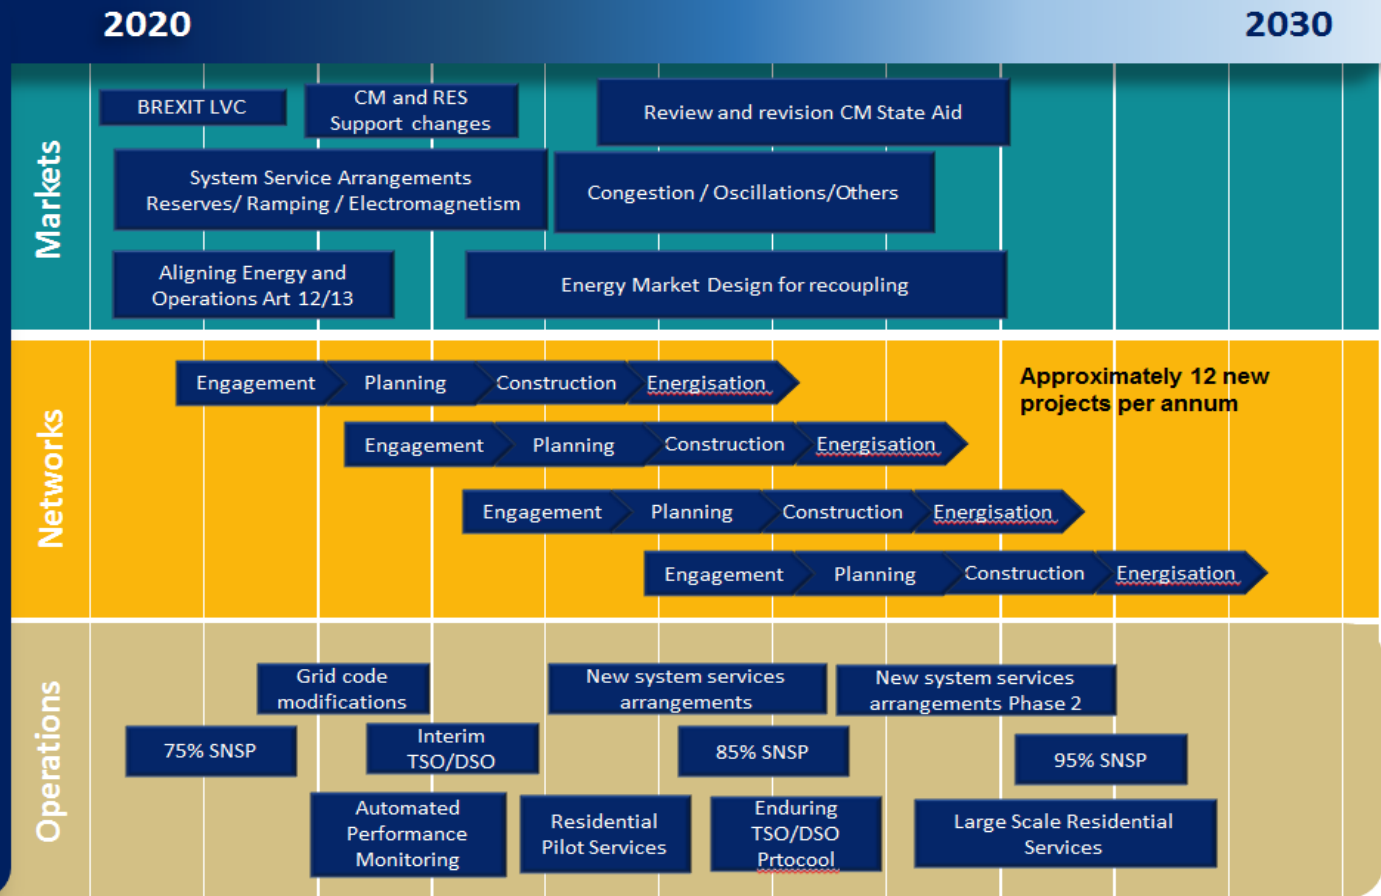 2020
2030
Markets
BREXIT LVC
CM and RES
Support changes
Review and revision CM State Aid
System Service Arrangements
Reserves/ Ramping / Electromagnetism
Congestion / Oscillations/Others
Aligning Energy and
Operations Art 12/13
Energy Market Design for recoupling
Networks
Engagement
Planning
Construction
Energisation
Approximately 12 new
projects per annum
Engagement
Planning
Construction
Energisation
Engagement
Planning
Construction
Energisation
Engagement
Planning
Construction
Energisation
Operations
Grid code
modifications
New system services
arrangements
New system services
arrangements Phase 2
75% SNSP
Interim
TSO/DSO
85% SNSP
95% SNSP
Automated
Performance
Monitoring
Residential
Pilot Services
Enduring
TSO/DSO
Prtocool
Large Scale Residential
Services